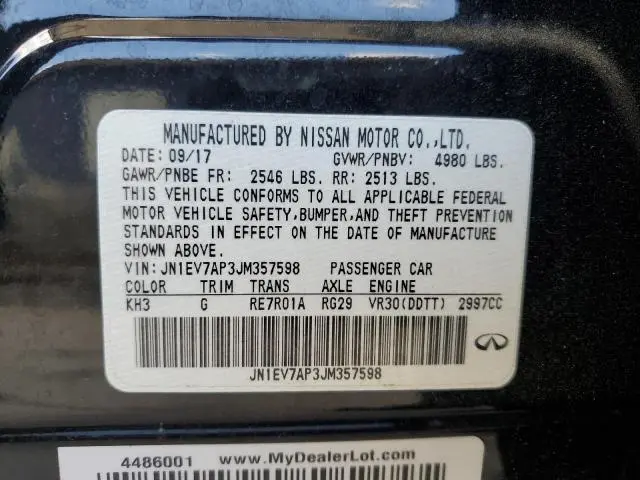 MANUFACTURED BY NISSAN MOTOR CO.,LTD.
DATE: 09/17 GVWR/PNBV: 4980 LBS.
GAWR/PNBE FR: 2546 LBS. RR: 2513 LBS.
THIS VEHICLE CONFORMS TO ALL APPLICABLE FEDERAL
MOTOR VEHICLE SAFETY,BUMPER,AND THEFT PREVENTION
STANDARDS IN EFFECT ON THE DATE OF MANUFACTURE
SHOWN ABOVE.
VIN: JN1EV7AP3JM357598 PASSENGER CAR
COLOR TRIM TRANS AXLE ENGINE
KH3 G RE7R01A RG29 VR30(DDTT) 2997CC
JN1EV7AP3JM357598
4486001 www.MyDealerLot.com